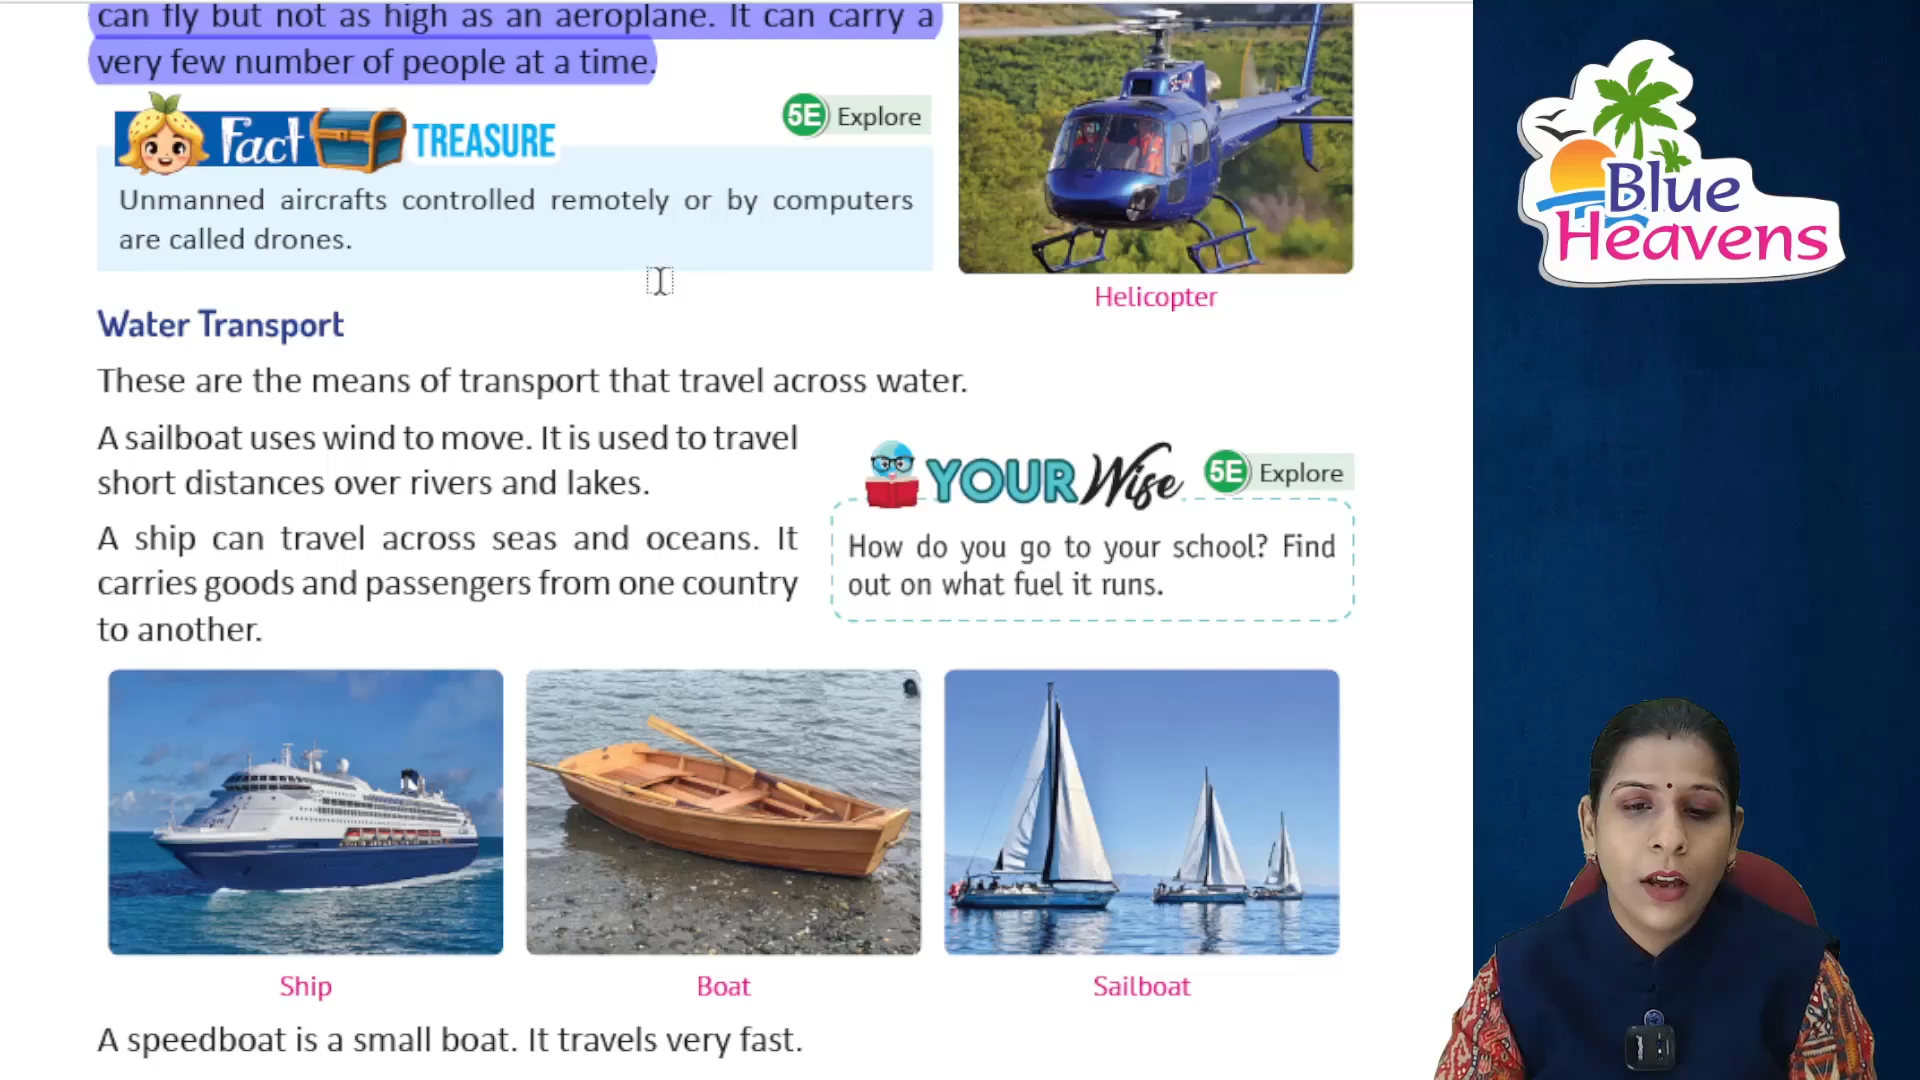 can fly but not as high as an aeroplane. It can carry a
very few number of people at a time.
Fact TREASURE
5E Explore
Unmanned aircrafts controlled remotely or by computers
are called drones.
Helicopter
Water Transport
These are the means of transport that travel across water.
A sailboat uses wind to move. It is used to travel
short distances over rivers and lakes.
A ship can travel across seas and oceans. It
carries goods and passengers from one country
to another.
YOUR Wise
5E Explore
How do you go to your school? Find
out on what fuel it runs.
Ship
Boat
Sailboat
A speedboat is a small boat. It travels very fast.
Blue
Heavens